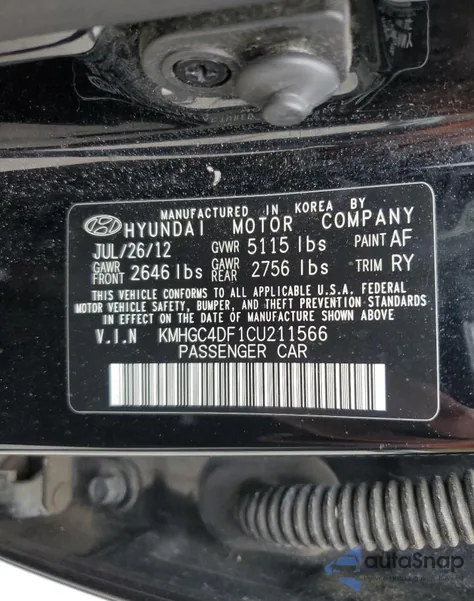 MANUFACTURED IN KOREA BY
HYUNDAI MOTOR COMPANY
JUL/26/12 GVWR 5115 lbs PAINT AF
GAWR FRONT 2646 lbs GAWR REAR 2756 lbs TRIM RY
THIS VEHICLE CONFORMS TO ALL APPLICABLE U.S.A. FEDERAL
MOTOR VEHICLE SAFETY, BUMPER, AND THEFT PREVENTION STANDARDS
IN EFFECT ON THE DATE OF MANUFACTURE SHOWN ABOVE.
V.I.N KMHGC4DF1CU211566
PASSENGER CAR
autoSnap